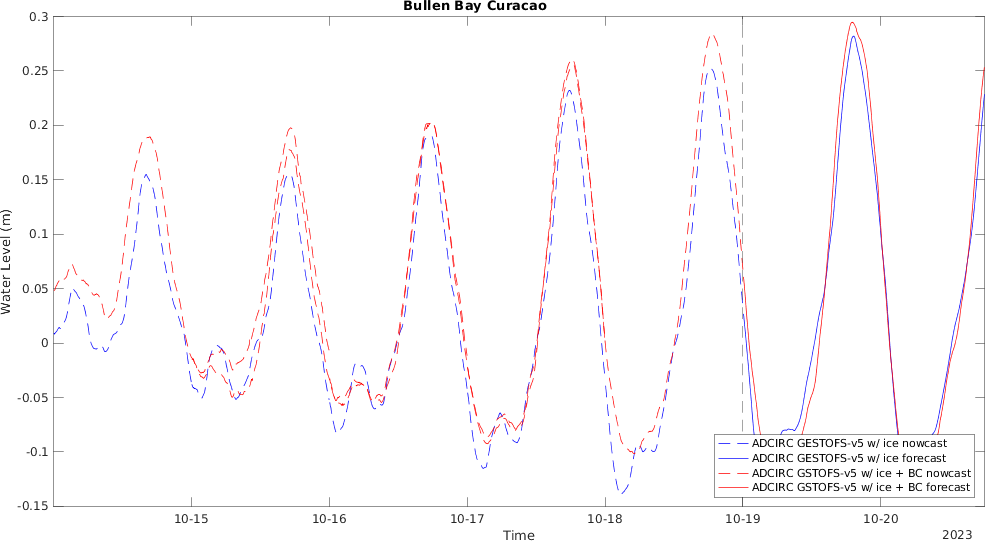 Bullen Bay Curacao
0.3
0.25
0.2
0.15
0.1
0.05
0
-0.05
-0.1
-0.15
Water Level (m)
10-15 10-16 10-17 10-18 10-19 10-20
Time
2023
ADCIRC GESTOFS-v5 w/ ice nowcast
ADCIRC GESTOFS-v5 w/ ice forecast
ADCIRC GSTOFS-v5 w/ ice + BC nowcast
ADCIRC GSTOFS-v5 w/ ice + BC forecast